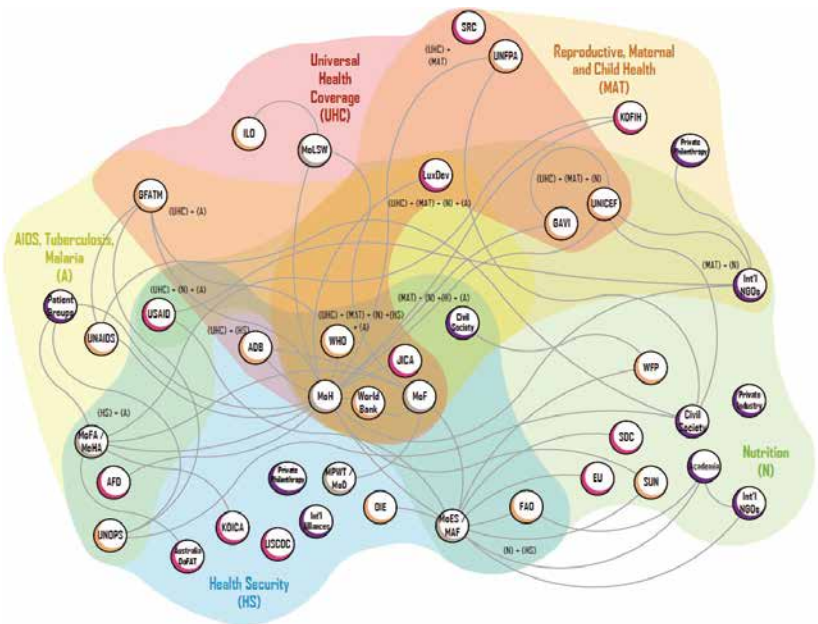 SRC
(UHC) +
(MAT)
UNFPA
Universal
Health
Coverage
(UHC)
Reproductive, Maternal
and Child Health
(MAT)
KOFIH
ILO
MoLSW
Private
Philanthropy
LuxDev
(UHC) + (MAT) + (N)
GFATM
(UHC) + (A)
(UHC) + (MAT) + (N) + (A)
UNICEF
GAVI
AIDS, Tuberculosis,
Malaria
(A)
(MAT) + (N)
(UHC) + (N) + (A)
Int'l
NGOs
Patient
Groups
USAID
(MAT) + (N) +(H) + (A)
(UHC) + (MAT) + (N) +(HS)
+ (A)
Civil
Society
UNAIDS
(UHC) + (HS)
ADB
WHO
JICA
WFP
MoH
World
Bank
MoF
Private
Industry
Civil
Society
(HS) + (A)
MoFA /
MoHA
SDC
Nutrition
(N)
Academia
AFD
Private
Philanthropy
MPWT /
MoD
EU
SUN
Int'l
NGOs
OIE
FAO
KOICA
Int'l
Alliances
MoES /
MAF
UNOPS
USCDC
Australia
DoFAT
(N) + (HS)
Health Security
(HS)